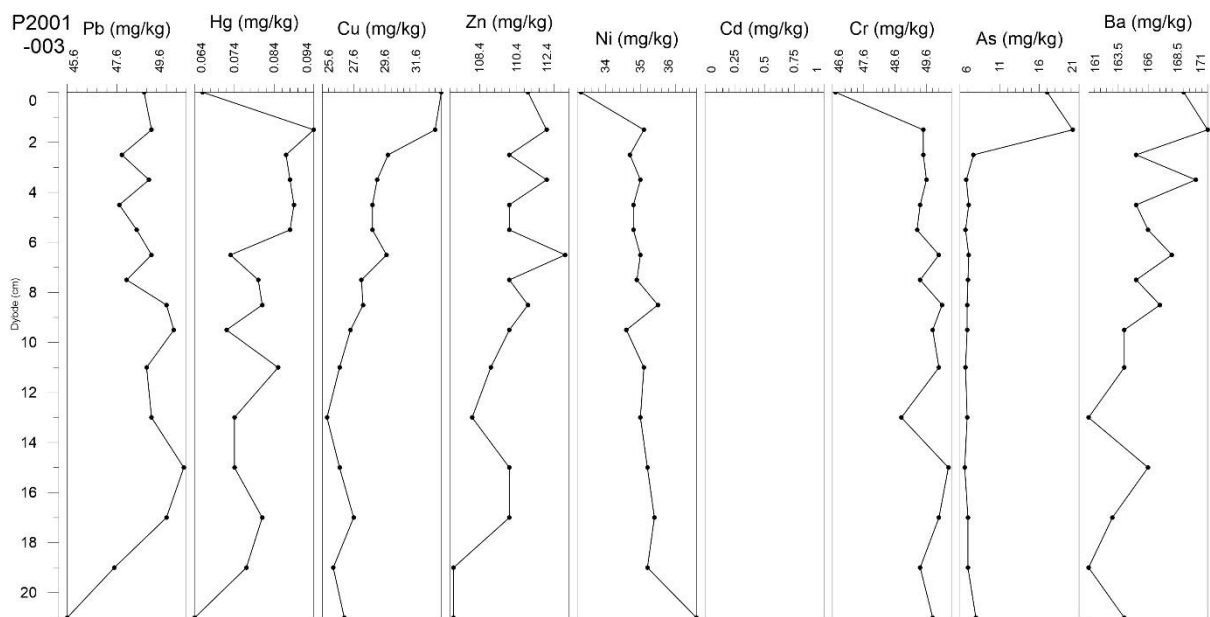 P2001
-003
Pb (mg/kg)
Hg (mg/kg)
Cu (mg/kg)
Zn (mg/kg)
Ni (mg/kg)
Cd (mg/kg)
Cr (mg/kg)
As (mg/kg)
Ba (mg/kg)
45.6 47.6 49.6
0.064 0.074 0.084 0.094
25.6 27.6 29.6 31.6
108.4 110.4 112.4
34 35 36
0 0.25 0.5 0.75 1
46.6 47.6 48.6 49.6
6 11 16 21
161 163.5 166 168.5 171
Dybde (cm)
0
2
4
6
8
10
12
14
16
18
20